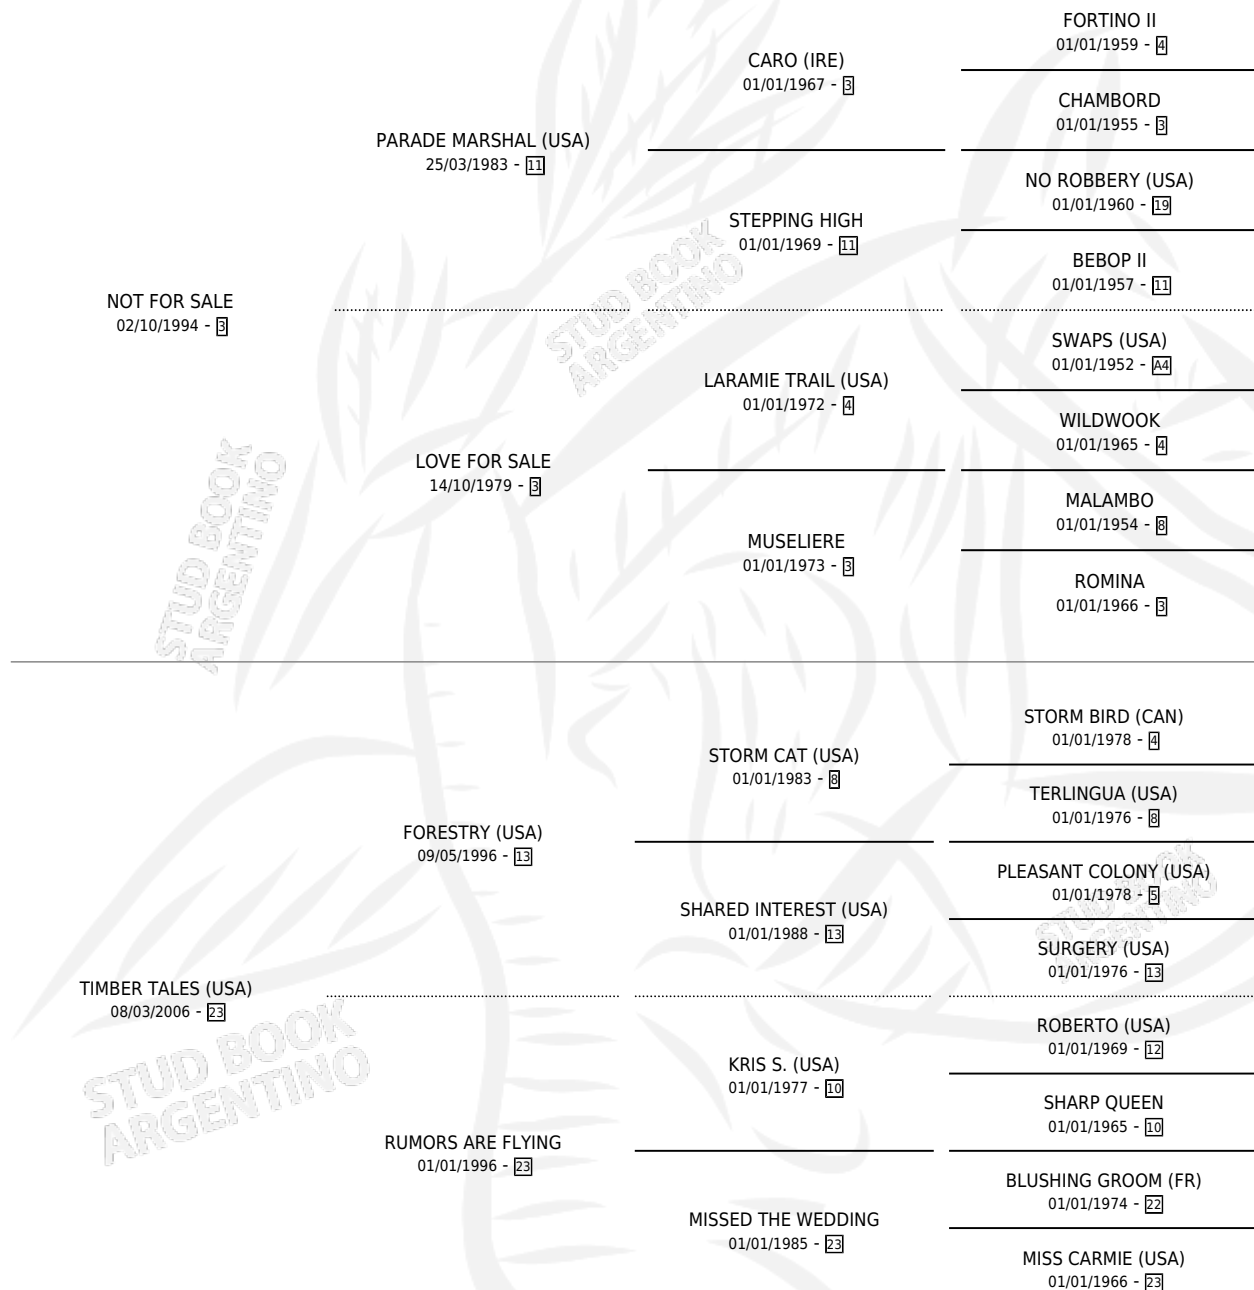 FORTINO II
01/01/1959 - 4
CARO (IRE)
01/01/1967 - 3
CHAMBORD
01/01/1955 - 3
PARADE MARSHAL (USA)
25/03/1983 - 11
NO ROBBERY (USA)
01/01/1960 - 19
STEPPING HIGH
01/01/1969 - 11
BEBOP II
01/01/1957 - 11
NOT FOR SALE
02/10/1994 - 3
STUD BOOK
ARGENTINO
SWAPS (USA)
01/01/1952 - A4
LARAMIE TRAIL (USA)
01/01/1972 - 4
WILDWOOK
01/01/1965 - 4
LOVE FOR SALE
14/10/1979 - 3
MALAMBO
01/01/1954 - 8
MUSELIERE
01/01/1973 - 3
ROMINA
01/01/1966 - 3
STUD BOOK
ARGENTINO
STORM BIRD (CAN)
01/01/1978 - 4
STORM CAT (USA)
01/01/1983 - 8
TERLINGUA (USA)
01/01/1976 - 8
FORESTRY (USA)
09/05/1996 - 13
PLEASANT COLONY (USA)
01/01/1978 - 5
STUD BOOK
ARGENTINO
SHARED INTEREST (USA)
01/01/1988 - 13
SURGERY (USA)
01/01/1976 - 13
TIMBER TALES (USA)
08/03/2006 - 23
STUD BOOK
ARGENTINO
ROBERTO (USA)
01/01/1969 - 12
KRIS S. (USA)
01/01/1977 - 10
SHARP QUEEN
01/01/1965 - 10
RUMORS ARE FLYING
01/01/1996 - 23
BLUSHING GROOM (FR)
01/01/1974 - 22
MISSED THE WEDDING
01/01/1985 - 23
MISS CARMIE (USA)
01/01/1966 - 23